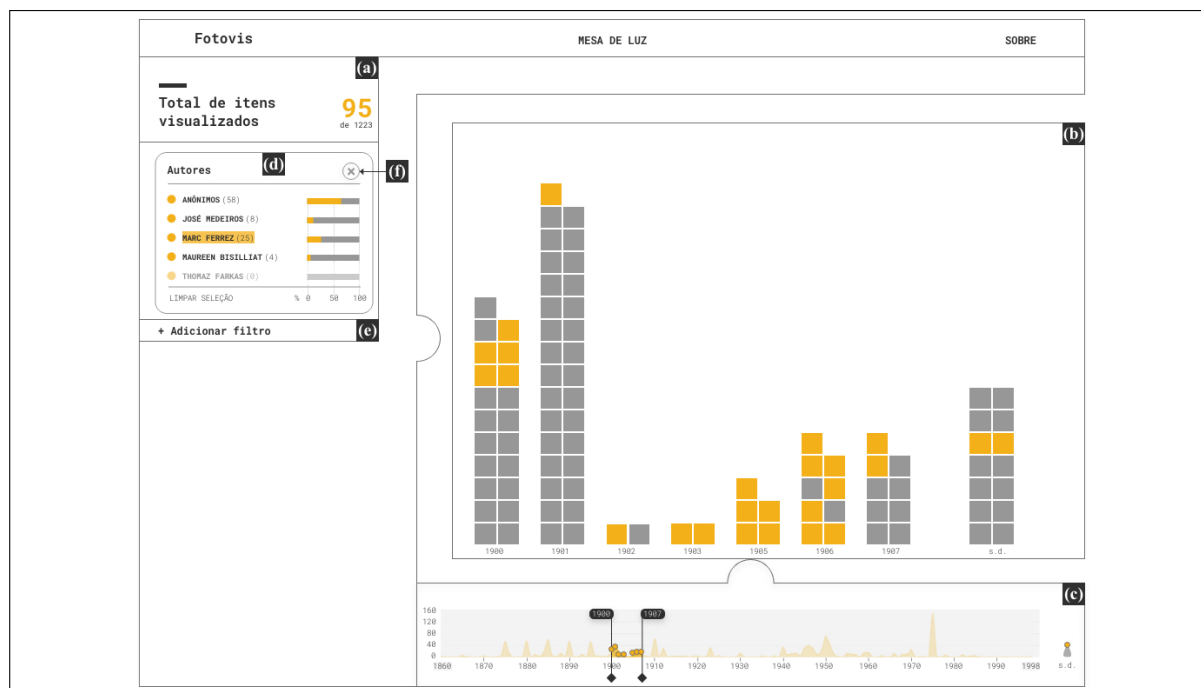 Fotovis
MESA DE LUZ
SOBRE
(a)
Total de itens
visualizados
95
de 1223
(b)
(d)
Autores
(f)
ANÔNIMOS (58)
JOSÉ MEDEIROS (8)
MARC FERREZ (25)
MAUREEN BISILLIAT (4)
THOMAZ FARKAS (0)
LIMPAR SELEÇÃO
% 0 50 100
+ Adicionar filtro
(e)
1900 1901 1902 1903 1905 1906 1907 s.d.
(c)
1900 1907
160
120
80
40
0
1860 1870 1880 1890 1900 1910 1920 1930 1940 1950 1960 1970 1980 1990 1998 s.d.